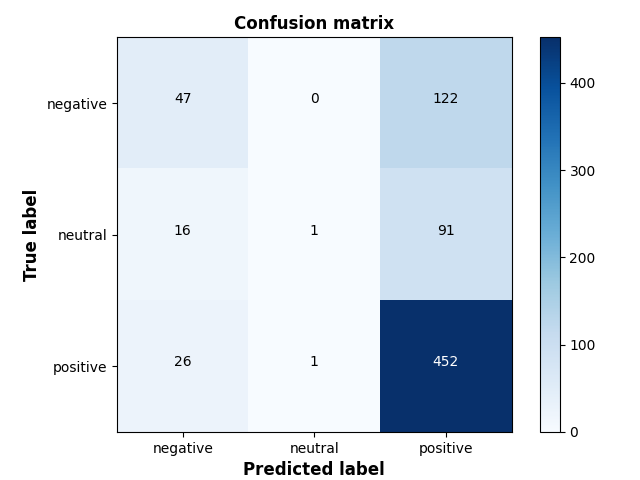 Confusion matrix
negative 47 0 122
neutral 16 1 91
positive 26 1 452
negative neutral positive
Predicted label
True label
400
300
200
100
0